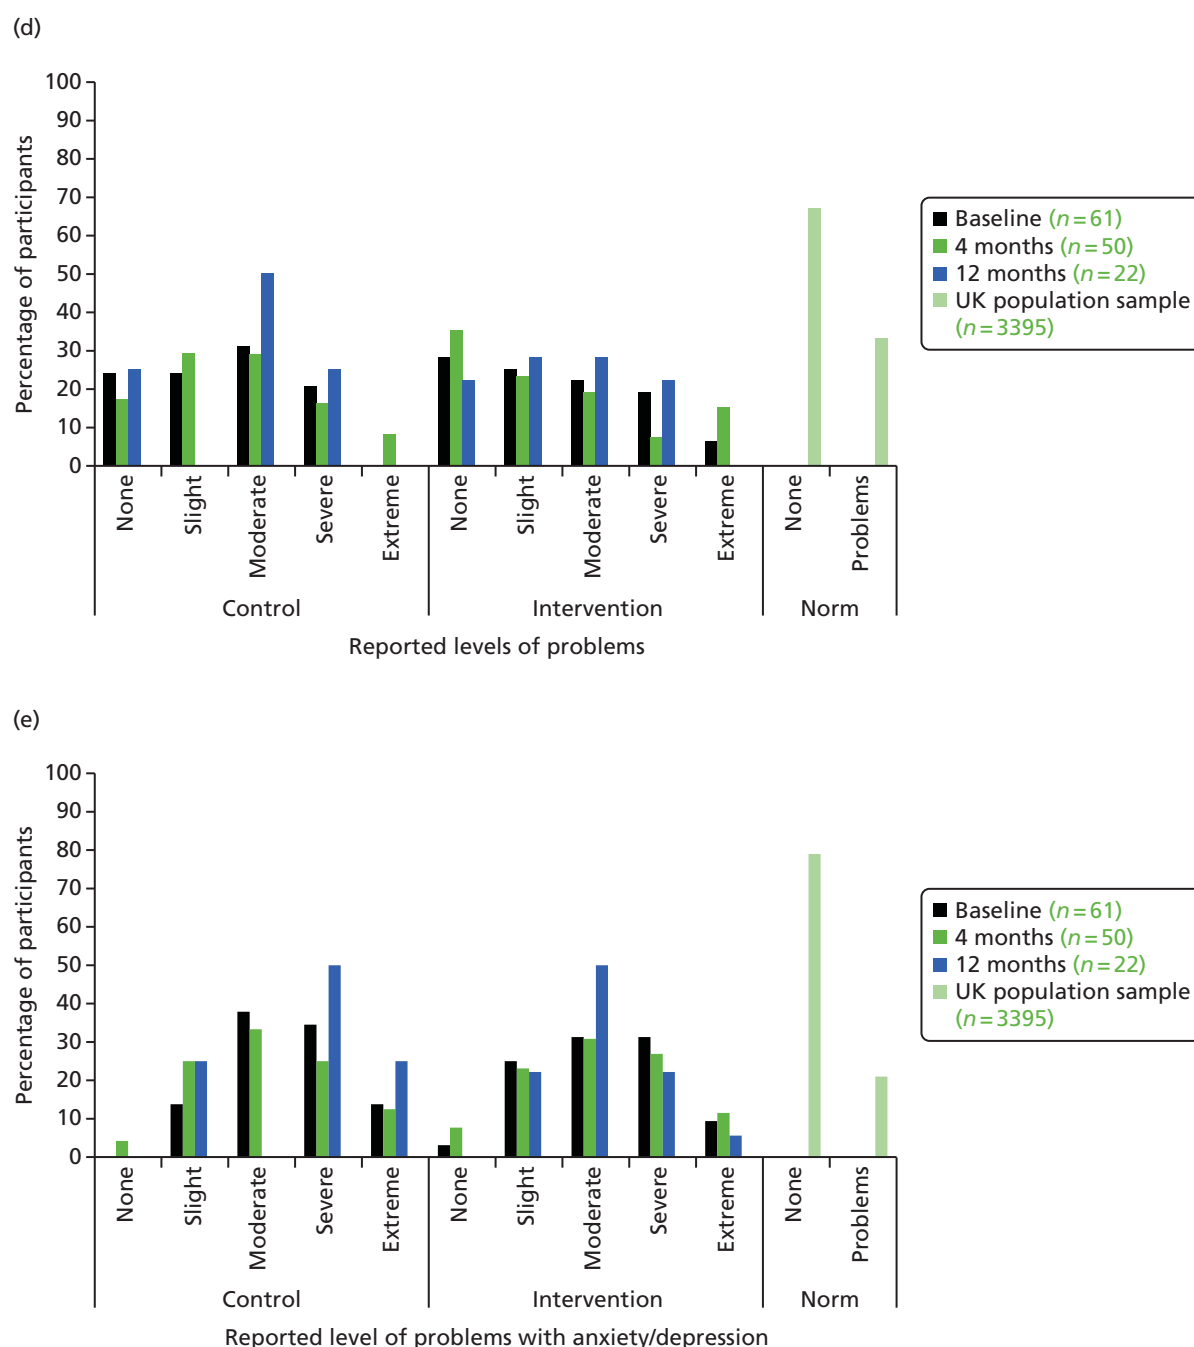 (d)
100
90
80
70
60
50
40
30
20
10
0
Percentage of participants
None
Slight
Moderate
Severe
Extreme
None
Slight
Moderate
Severe
Extreme
None
Problems
Control
Intervention
Norm
Reported levels of problems
Baseline (n=61)
4 months (n=50)
12 months (n=22)
UK population sample
(n=3395)
(e)
100
90
80
70
60
50
40
30
20
10
0
Percentage of participants
None
Slight
Moderate
Severe
Extreme
None
Slight
Moderate
Severe
Extreme
None
Problems
Control
Intervention
Norm
Reported level of problems with anxiety/depression
Baseline (n=61)
4 months (n=50)
12 months (n=22)
UK population sample
(n=3395)